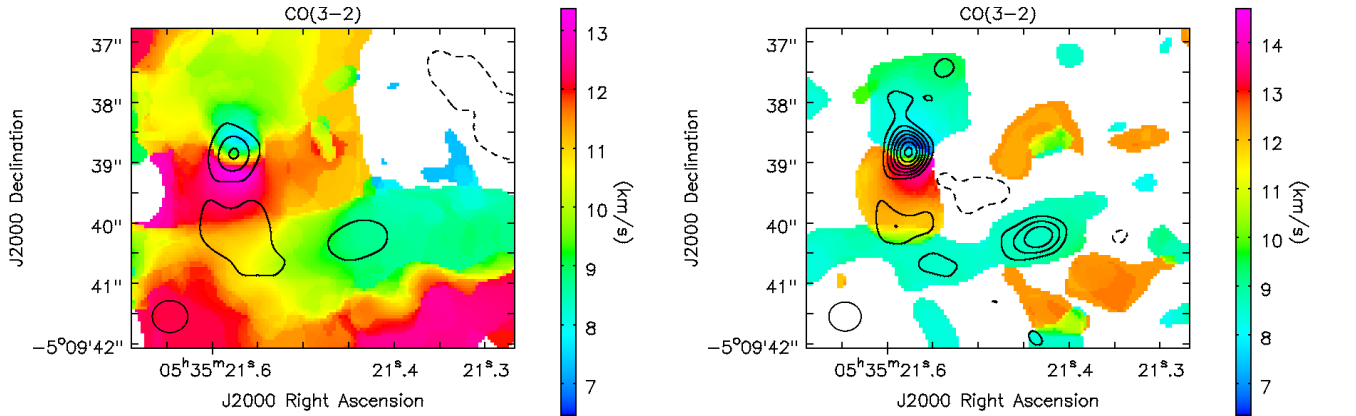 CO(3−2)
37"
38"
39"
40"
41"
−5°09'42"
J2000 Declination
05ʰ35ᵐ21ˢ.6
21ˢ.4
21ˢ.3
J2000 Right Ascension
13
12
11
10
9
8
7
(km/s)
CO(3−2)
37"
38"
39"
40"
41"
−5°09'42"
J2000 Declination
05ʰ35ᵐ21ˢ.6
21ˢ.4
21ˢ.3
J2000 Right Ascension
14
13
12
11
10
9
8
7
(km/s)